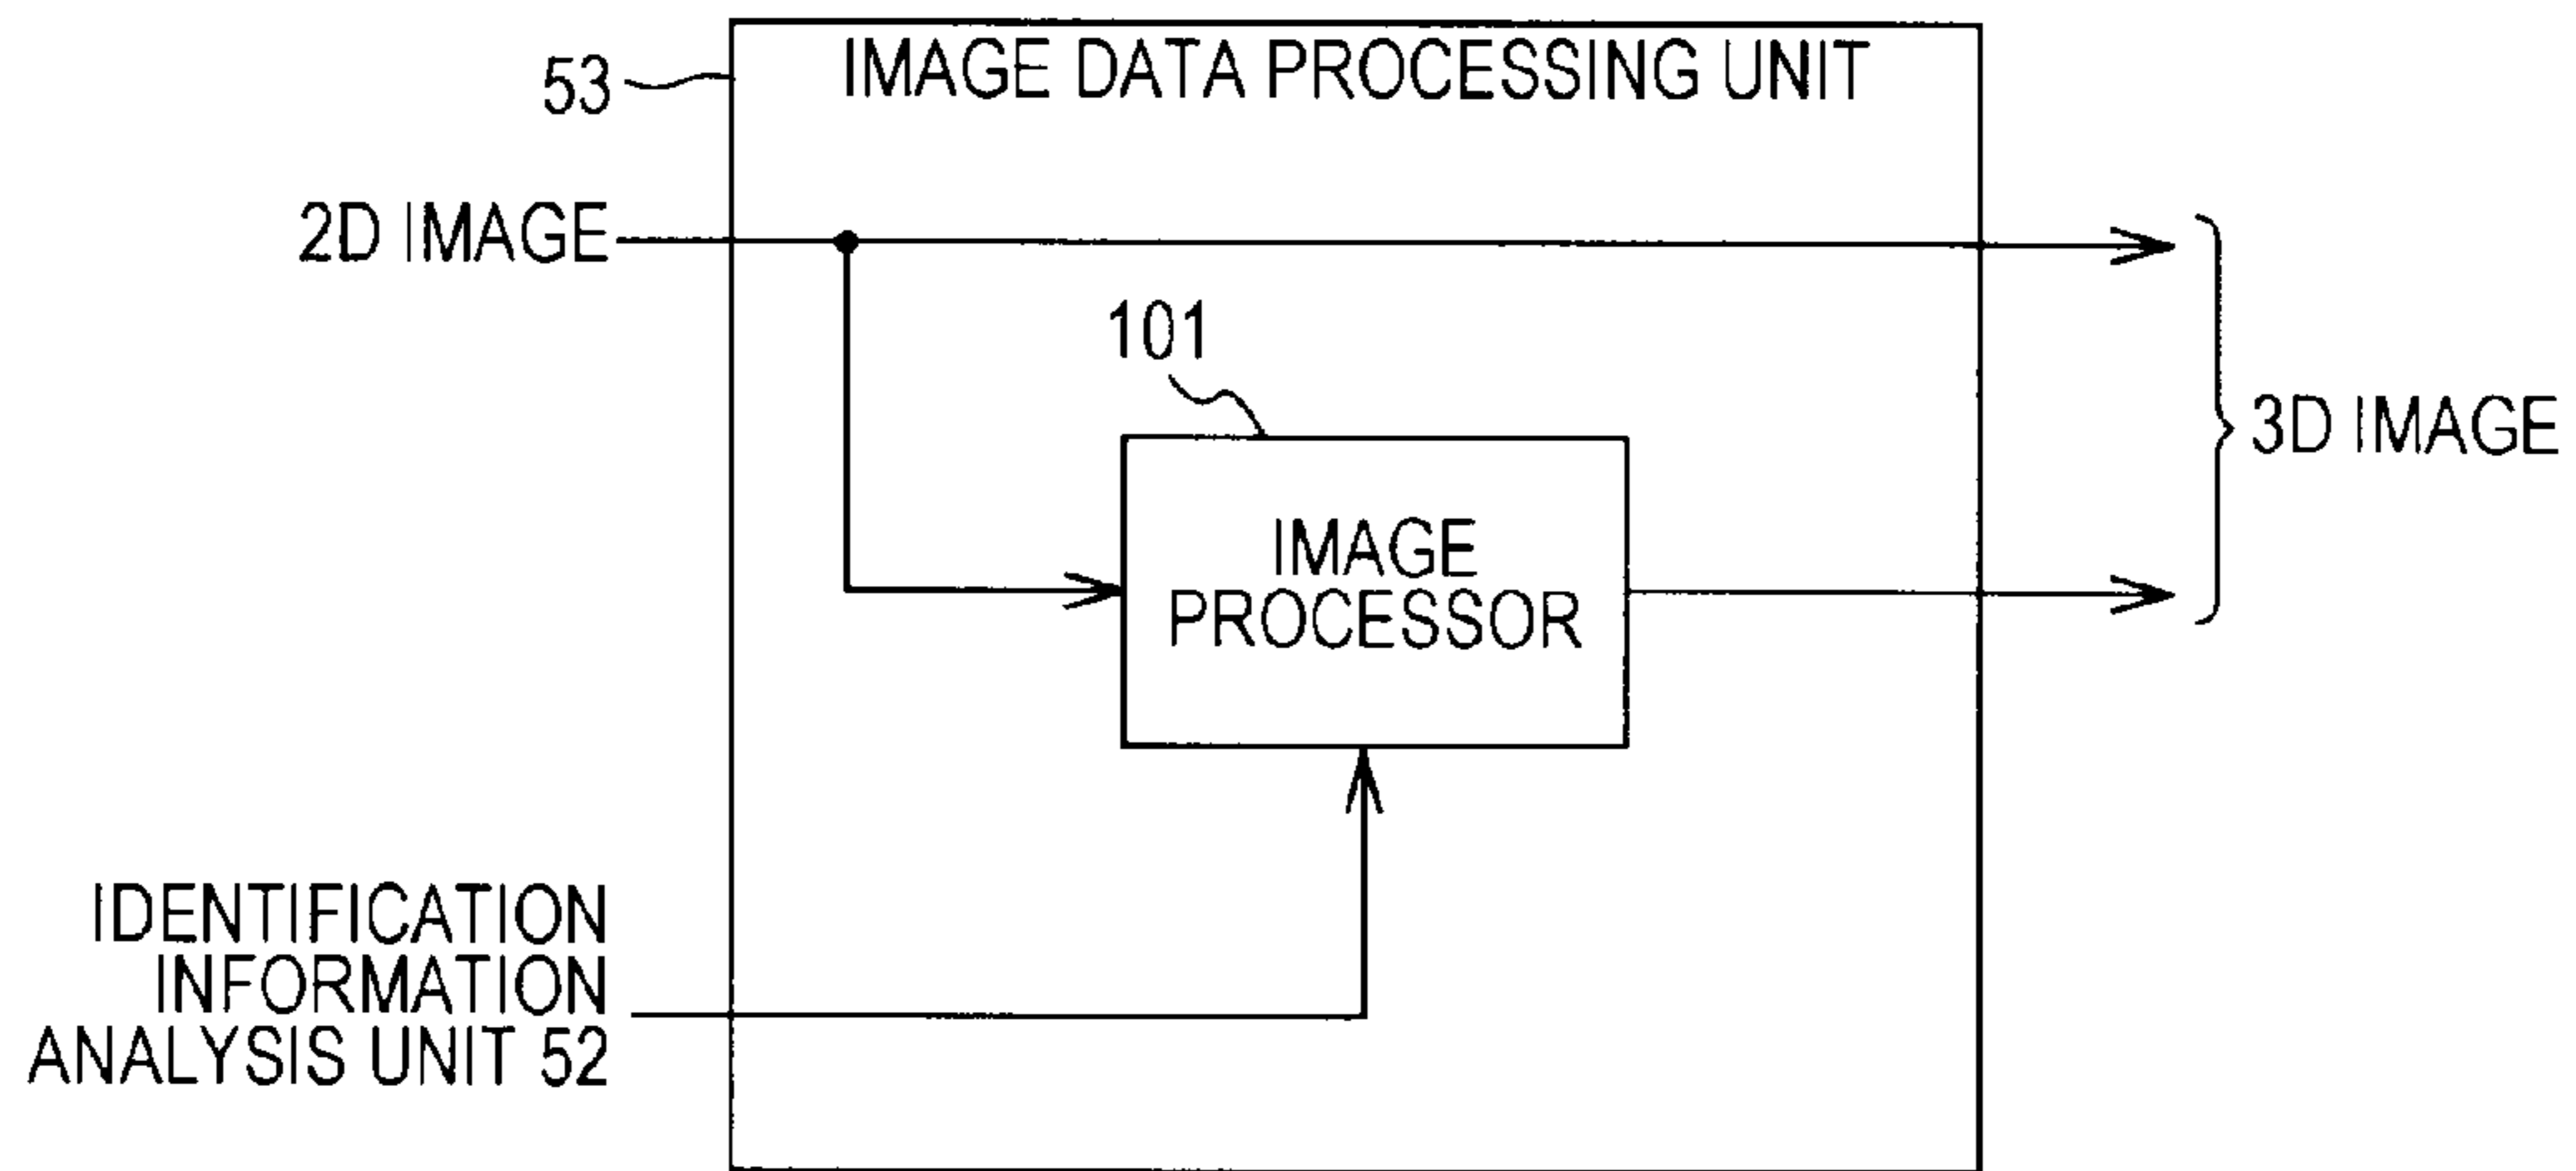 IMAGE DATA PROCESSING UNIT
53
2D IMAGE
101
3D IMAGE
IMAGE
PROCESSOR
IDENTIFICATION
INFORMATION
ANALYSIS UNIT 52